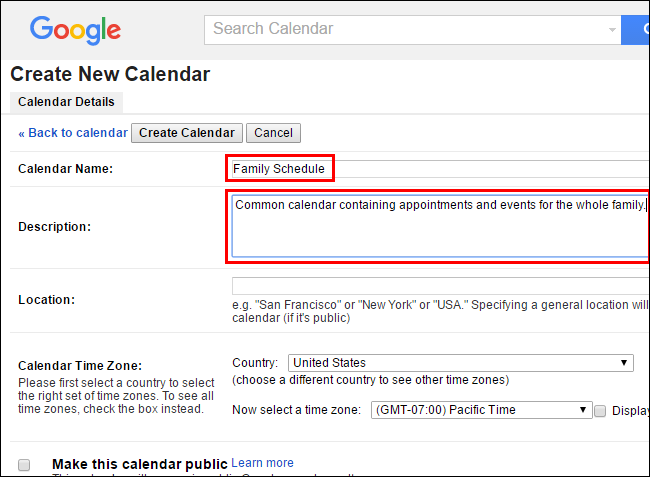 Google
Search Calendar
Create New Calendar
Calendar Details
« Back to calendar Create Calendar Cancel
Calendar Name: Family Schedule
Description: Common calendar containing appointments and events for the whole family.
Location:
e.g. "San Francisco" or "New York" or "USA." Specifying a general location will
calendar (if it's public)
Calendar Time Zone:
Please first select a country to select
the right set of time zones. To see all
time zones, check the box instead.
Country: United States
(choose a different country to see other time zones)
Now select a time zone: (GMT-07:00) Pacific Time Display
Make this calendar public Learn more